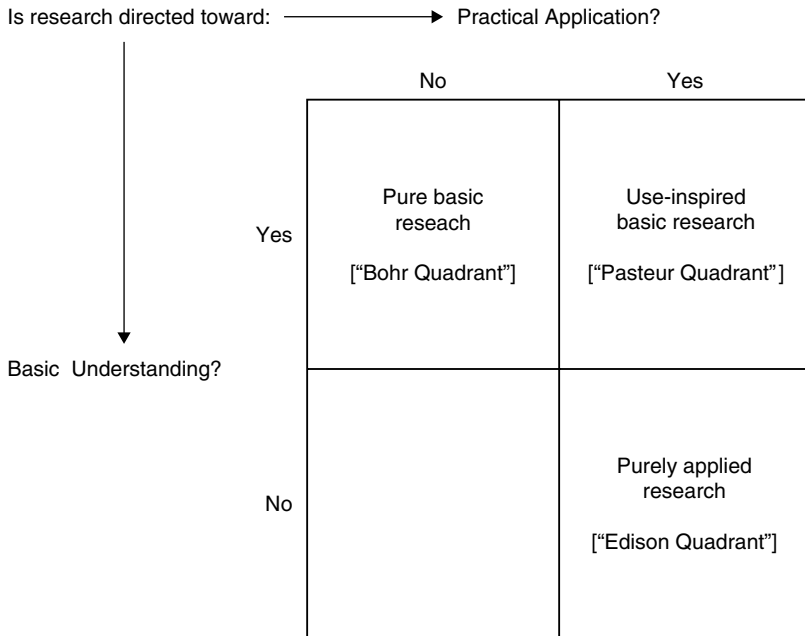 Is research directed toward: Practical Application?
No Yes
Yes
Pure basic
reseach
["Bohr Quadrant"]
Use-inspired
basic research
["Pasteur Quadrant"]
Basic Understanding?
No
Purely applied
research
["Edison Quadrant"]